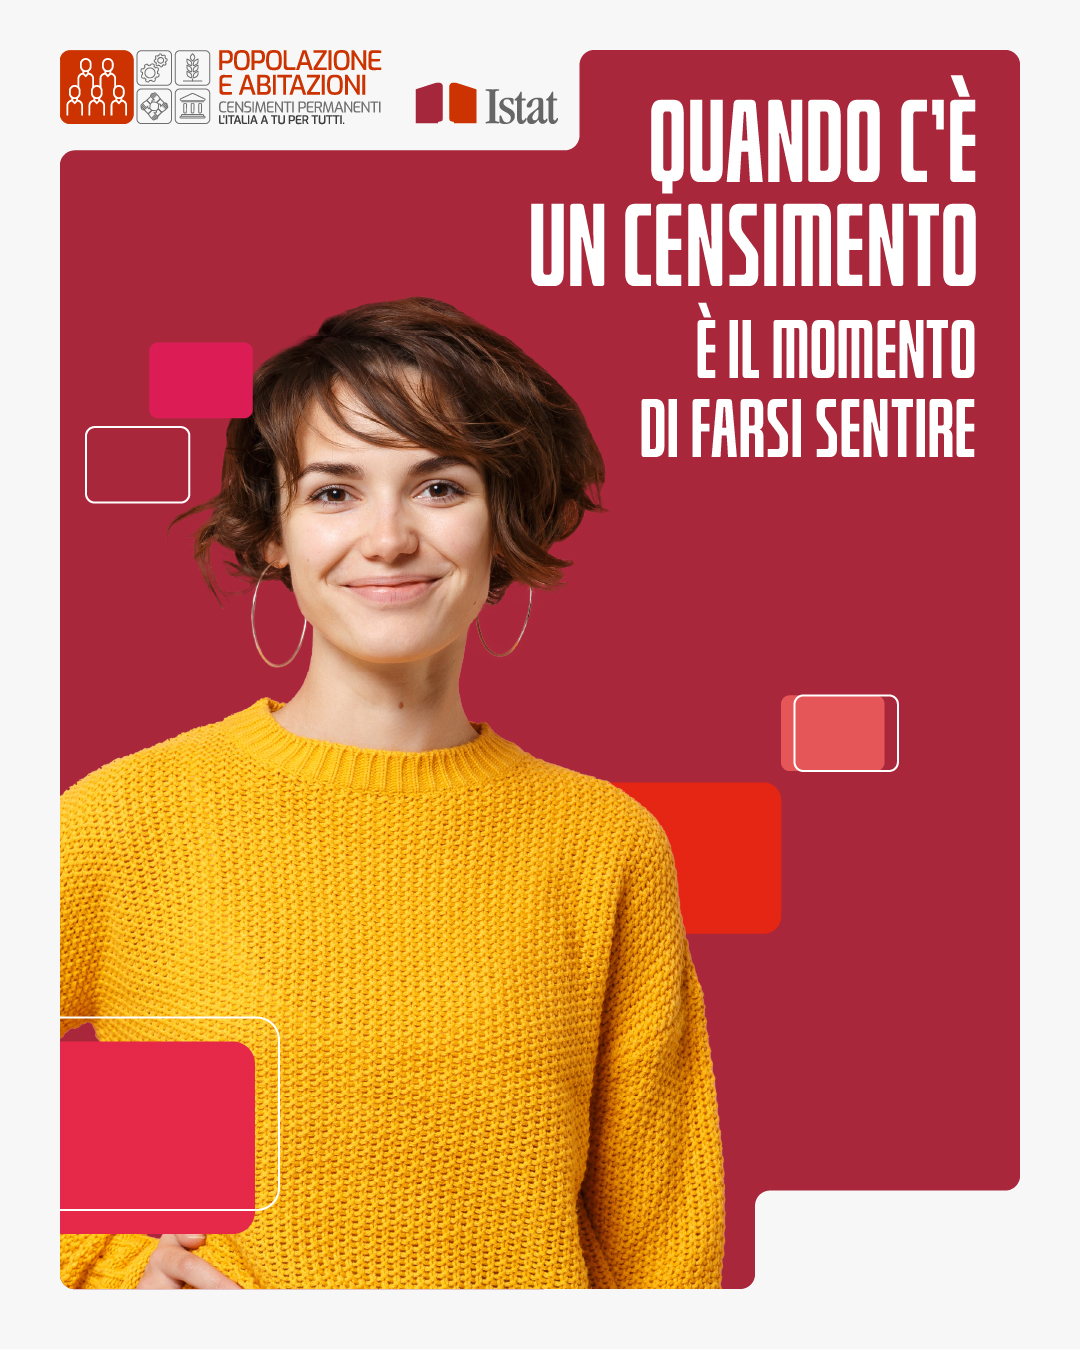 POPOLAZIONE
E ABITAZIONI
CENSIMENTI PERMANENTI
L'ITALIA A TU PER TUTTI.
Istat
QUANDO C'È
UN CENSIMENTO
È IL MOMENTO
DI FARSI SENTIRE